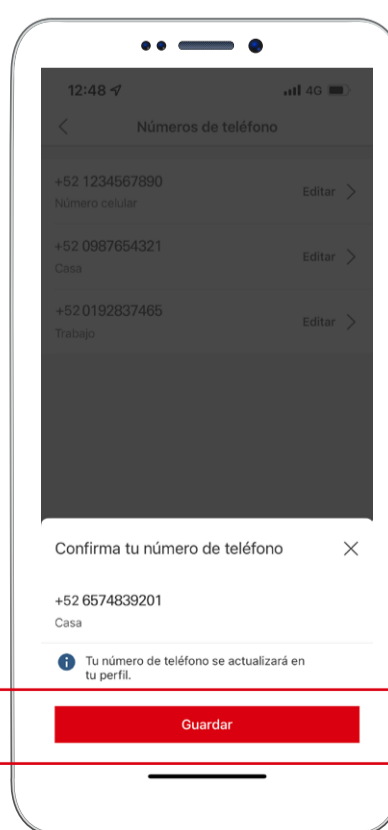 12:48 4G
Números de teléfono
+52 1234567890
Número celular
Editar
+52 0987654321
Casa
Editar
+52 0192837465
Trabajo
Editar
Confirma tu número de teléfono
+52 6574839201
Casa
Tu número de teléfono se actualizará en
tu perfil.
Guardar